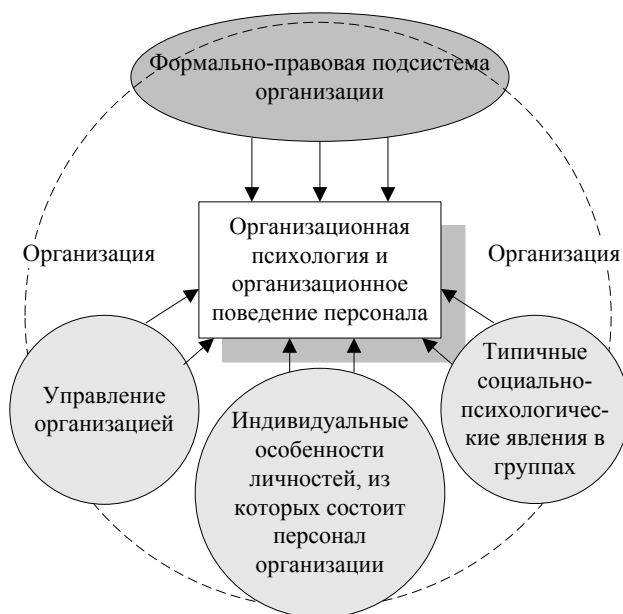 Формально-правовая подсистема
организации
Организационная
психология и
организационное
поведение персонала
Организация
Организация
Управление
организацией
Индивидуальные
особенности
личностей, из
которых состоит
персонал
организации
Типичные
социально-
психологичес-
кие явления в
группах